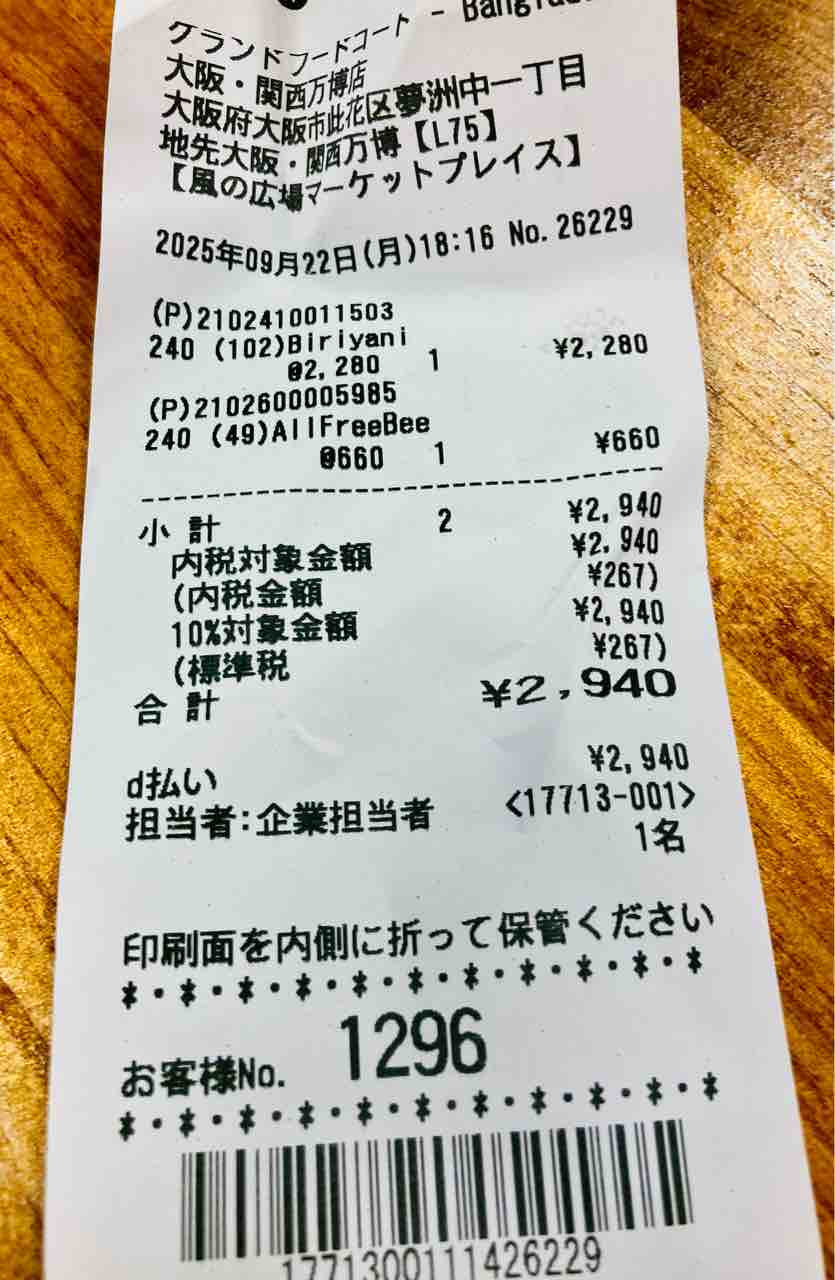 グランドフードコート - Bangl
大阪・関西万博店
大阪府大阪市此花区夢洲中一丁目
地先大阪・関西万博【L75】
【風の広場マーケットプレイス】
2025年09月22日(月)18:16 No.26229
(P)2102410011503
240 (102)Biriyani
@2,280 1 ¥2,280
(P)2102600005985
240 (49)AllFreeBee
@660 1 ¥660
小 計 2 ¥2,940
内税対象金額 ¥2,940
(内税金額 ¥267)
10%対象金額 ¥2,940
(標準税 ¥267)
合 計 ¥2,940
d払い ¥2,940
担当者:企業担当者 <17713-001>
1名
印刷面を内側に折って保管ください
*・*・*・*・*・*・*・*・*・*・*
お客様No. 1296
*・*・*・*・*・*・*・*・*・*・*
1771300111426229